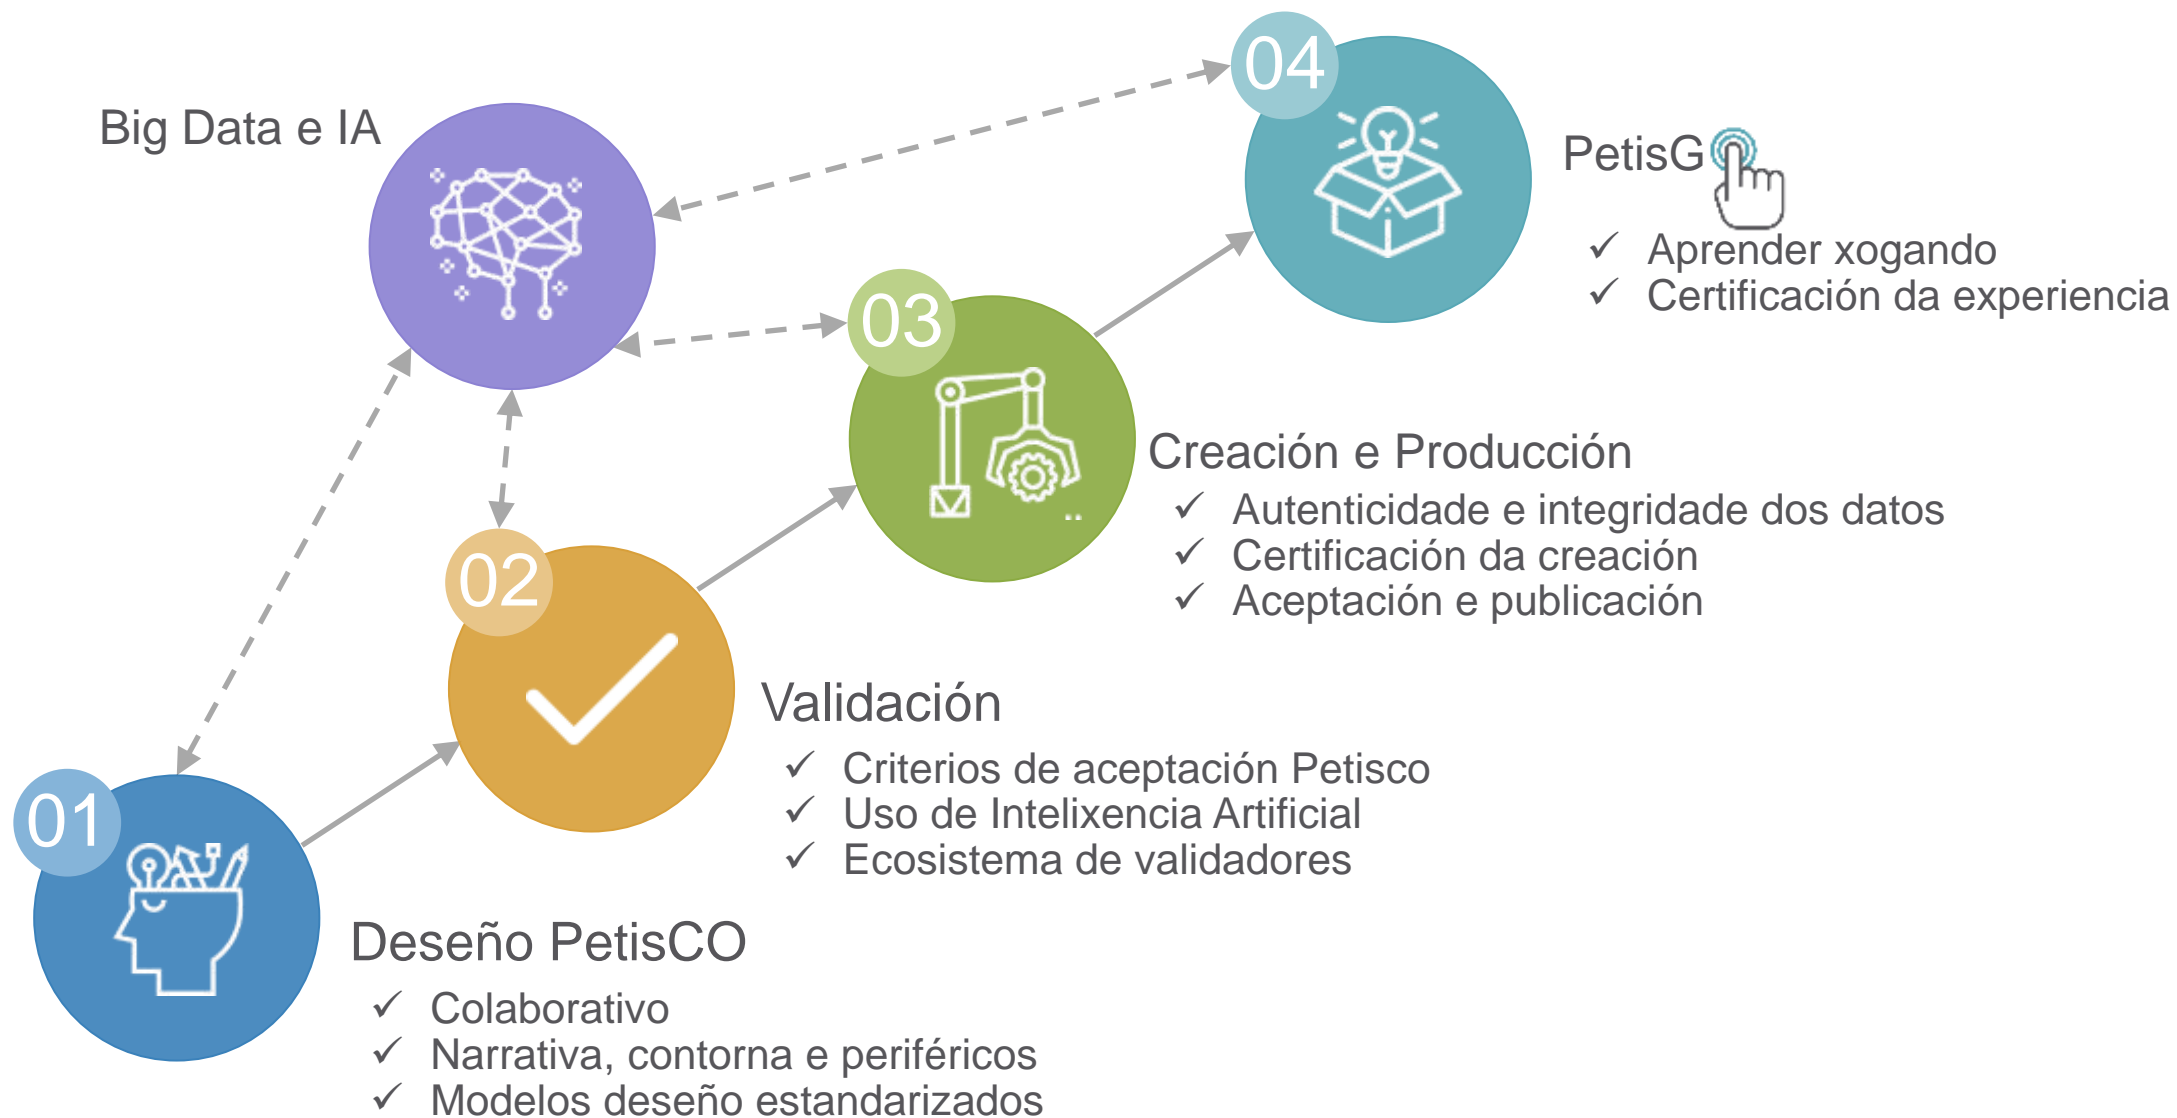 Big Data e IA
04
PetisG
✓ Aprender xogando
✓ Certificación da experiencia
03
Creación e Producción
✓ Autenticidade e integridade dos datos
✓ Certificación da creación
✓ Aceptación e publicación
02
Validación
✓ Criterios de aceptación Petisco
✓ Uso de Intelixencia Artificial
✓ Ecosistema de validadores
01
Deseño PetisCO
✓ Colaborativo
✓ Narrativa, contorna e periféricos
✓ Modelos deseño estandarizados